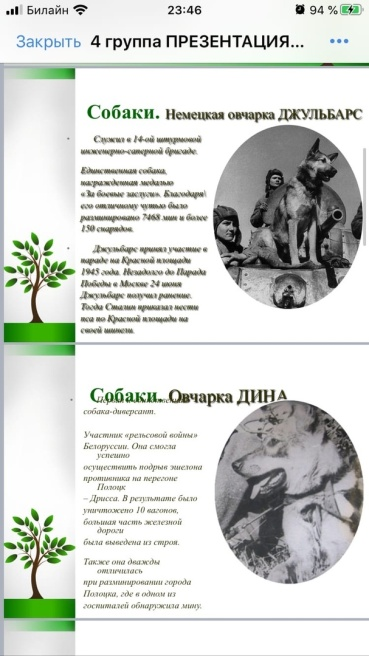 Билайн 23:46 94 %
Закрыть 4 группа ПРЕЗЕНТАЦИЯ...
Собаки. Немецкая овчарка ДЖУЛЬБАРС
Служил в 14-ой штурмовой
инженерно-саперной бригаде.
Единственная собака,
награжденная медалью
«За боевые заслуги». Благодаря\
его отличному чутью было
разминировано 7468 мин и более
150 снарядов.
Джульбарс принял участие в
параде на Красной площади
1945 года. Незадолго до Парада
Победы в Москве 24 июня
Джульбарс получил ранение.
Тогда Сталин приказал нести
пса по Красной площади на
своей шинели.
Собаки. Овчарка ДИНА
собака-диверсант.
Участник «рельсовой войны»
Белоруссии. Она смогла
успешно
осуществить подрыв эшелона
противника на перегоне
Полоцк
– Дрисса. В результате было
уничтожено 10 вагонов,
большая часть железной
дороги
была выведена из строя.
Также она дважды
отличилась
при разминировании города
Полоцка, где в одном из
госпиталей обнаружила мину.